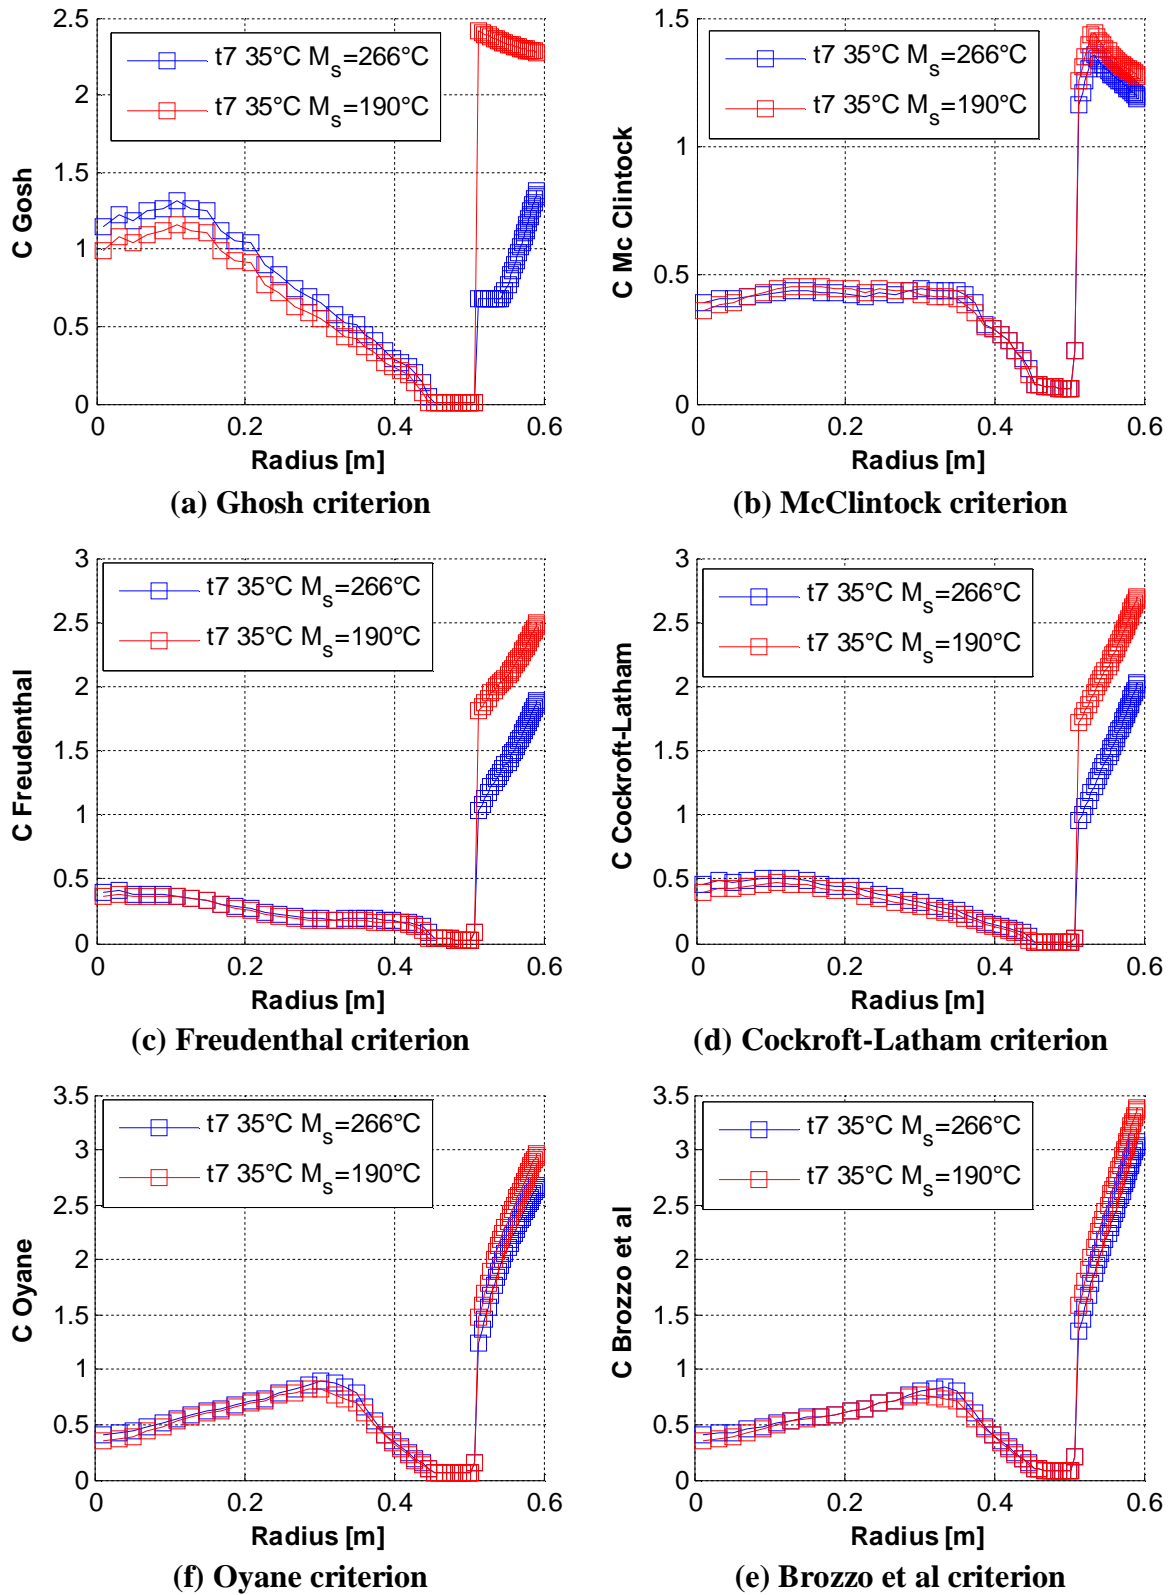 2.5
2
1.5
1
0.5
0
C Gosh
t7 35°C Ms=266°C
t7 35°C Ms=190°C
0 0.2 0.4 0.6
Radius [m]
(a) Ghosh criterion
1.5
1
0.5
0
C Mc Clintock
t7 35°C Ms=266°C
t7 35°C Ms=190°C
0 0.2 0.4 0.6
Radius [m]
(b) McClintock criterion
3
2.5
2
1.5
1
0.5
0
C Freudenthal
t7 35°C Ms=266°C
t7 35°C Ms=190°C
0 0.2 0.4 0.6
Radius [m]
(c) Freudenthal criterion
3
2.5
2
1.5
1
0.5
0
C Cockroft-Latham
t7 35°C Ms=266°C
t7 35°C Ms=190°C
0 0.2 0.4 0.6
Radius [m]
(d) Cockroft-Latham criterion
3.5
3
2.5
2
1.5
1
0.5
0
C Oyane
t7 35°C Ms=266°C
t7 35°C Ms=190°C
0 0.2 0.4 0.6
Radius [m]
(f) Oyane criterion
3.5
3
2.5
2
1.5
1
0.5
0
C Brozzo et al
t7 35°C Ms=266°C
t7 35°C Ms=190°C
0 0.2 0.4 0.6
Radius [m]
(e) Brozzo et al criterion